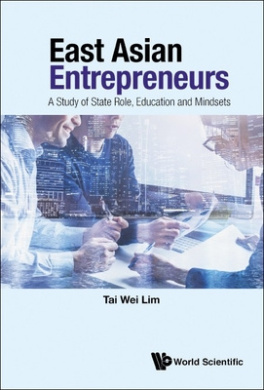 East Asian
Entrepreneurs
A Study of State Role, Education and Mindsets
Tai Wei Lim
World Scientific